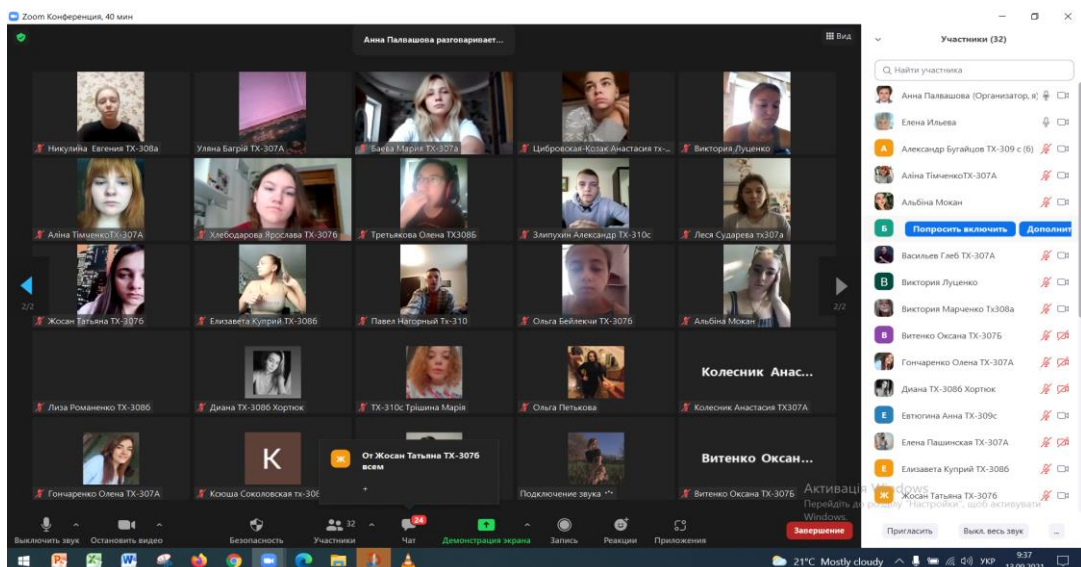 Zoom Конференция, 40 мин
Анна Палвашова разговаривает...
Вид
Никулина Евгения ТХ-308а
Уляна Багрій ТХ-307А
Баева Мария ТХ-307а
Цибровская-Козак Анастасия тх-...
Виктория Луценко
Аліна ТімченкоТХ-307А
Хлебодарова Ярослава ТХ-307б
Третьякова Олена ТХ308Б
Злипухин Александр ТХ-310с
Леся Сударева тх307а
2/2
2/2
Жосан Татьяна ТХ-307б
Елизавета Куприй ТХ-308б
Павел Нагорный Тх-310
Ольга Бейлекчи ТХ-307б
Альбіна Мокан
Колесник Анас...
Лиза Романенко ТХ-308б
Диана ТХ-308б Хортюк
ТХ-310с Трішина Марія
Ольга Петькова
Колесник Анастасия ТХ307А
К
Ж
От Жосан Татьяна ТХ-307б
всем
+
Витенко Оксан...
Гончаренко Олена ТХ-307А
Ксюша Соколовская тх-308
Подключение звука
Витенко Оксана ТХ-307Б
Выключить звук
Остановить видео
Безопасность
32
Участники
24
Чат
Демонстрация экрана
Запись
Реакции
Приложения
Завершение
Участники (32)
Найти участника
Анна Палвашова (Организатор, я)
Елена Ильева
А
Александр Бугайцов ТХ-309 с (6)
Аліна ТімченкоТХ-307А
Альбіна Мокан
Б
Попросить включить
Дополнит
Васильев Глеб ТХ-307А
В
Виктория Луценко
Виктория Марченко Тх308а
В
Витенко Оксана ТХ-307Б
Гончаренко Олена ТХ-307А
Диана ТХ-308б Хортюк
Е
Евтюгина Анна ТХ-309с
Елена Пашинская ТХ-307А
Е
Елизавета Куприй ТХ-308б
Ж
Жосан Татьяна ТХ-307б
Активація Windows
Перейдіть до розділу "Настройки", щоб активувати
Windows.
Пригласить
Выкл. весь звук
...
21°C Mostly cloudy
УКР
9:37
13.09.2021